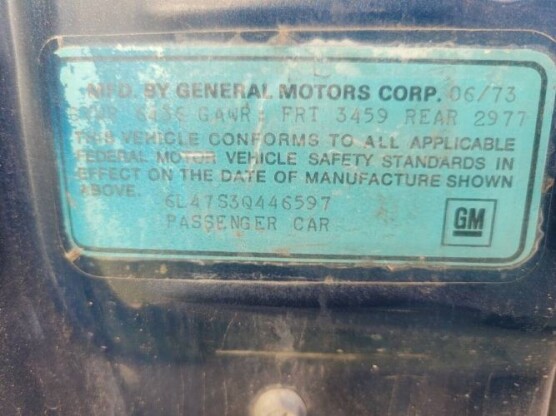 MFD. BY GENERAL MOTORS CORP. 06/73
6436 GAWR: FRT 3459 REAR 2977
THIS VEHICLE CONFORMS TO ALL APPLICABLE
FEDERAL MOTOR VEHICLE SAFETY STANDARDS IN
EFFECT ON THE DATE OF MANUFACTURE SHOWN
ABOVE.
6L47S3Q446597
PASSENGER CAR
GM